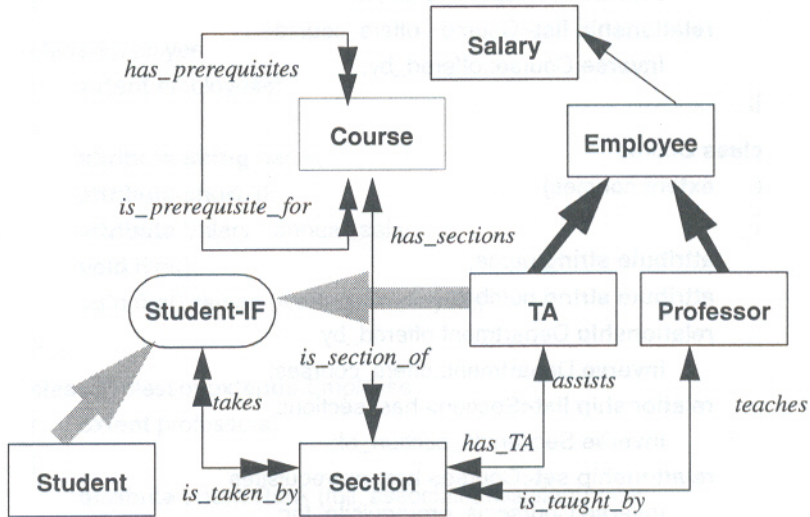 Salary
has_prerequisites
Course
Employee
is_prerequisite_for
has_sections
Student-IF
TA
Professor
is_section_of
takes
assists
teaches
has_TA
Student
is_taken_by
Section
is_taught_by